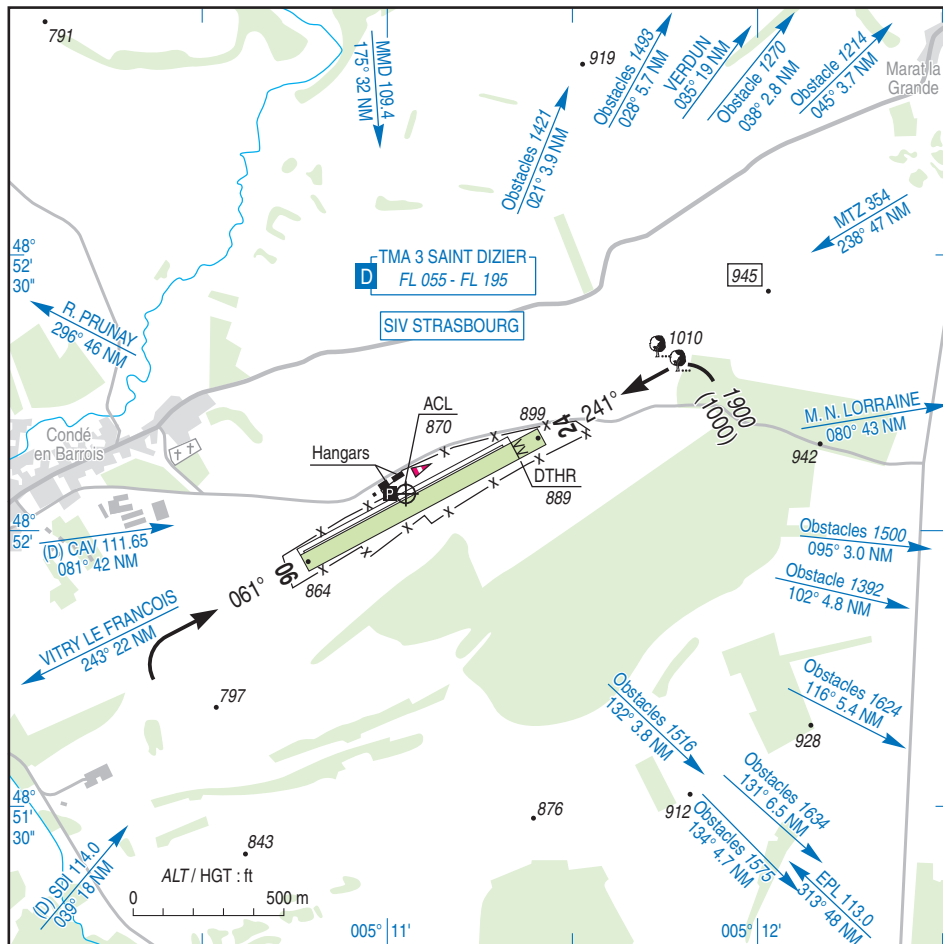 791
MMD 109.4
175° 32 NM
919
Obstacles 1493
028° 5.7 NM
VERDUN
035° 19 NM
Obstacle 1270
038° 2.8 NM
Obstacles 1214
045° 3.7 NM
Marat la
Grande
Obstacles 1421
021° 3.9 NM
MTZ 354
238° 47 NM
48°
52'
30"
TMA 3 SAINT DIZIER
D
FL 055 - FL 195
945
R. PRUNAY
296° 46 NM
SIV STRASBOURG
1010
ACL
870
899
24
241°
1900
(1000)
M. N. LORRAINE
080° 43 NM
942
Condé
en Barrois
Hangars
P
DTHR
889
48°
52'
(D) CAV 111.65
081° 42 NM
Obstacles 1500
095° 3.0 NM
Obstacle 1392
102° 4.8 NM
061°
06
864
VITRY LE FRANCOIS
243° 22 NM
797
Obstacles 1516
132° 3.8 NM
Obstacles 1624
116° 5.4 NM
928
48°
51'
30"
876
912
Obstacles 1634
131° 6.5 NM
Obstacles 1575
134° 4.7 NM
EPL 113.0
313° 48 NM
843
(D) SDI 114.0
039° 18 NM
ALT / HGT : ft
0
500 m
005° 11'
005° 12'